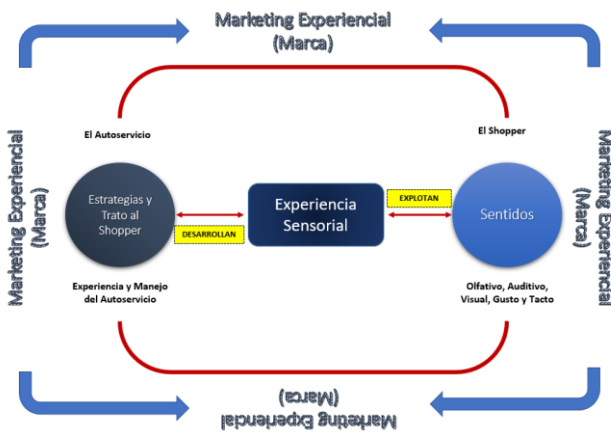 Marketing Experiencial
(Marca)
El Autoservicio
El Shopper
Marketing Experiencial
(Marca)
Estrategias y
Trato al
Shopper
DESARROLLAN
Experiencia
Sensorial
EXPLOTAN
Sentidos
Marketing Experiencial
(Marca)
Experiencia y Manejo
del Autoservicio
Olfativo, Auditivo,
Visual, Gusto y Tacto
Marketing Experiencial
(Marca)